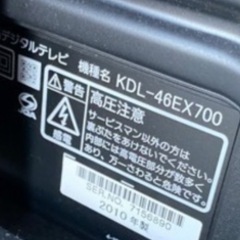 デジタルテレビ 機種名 KDL-46EX700
警告 高圧注意
サービスマン以外の方は
裏ぶたをあけないでください。
内部には高電圧部分が数多く
あり、万一さわると危険です。
SER.NO. 7156890
2010年製